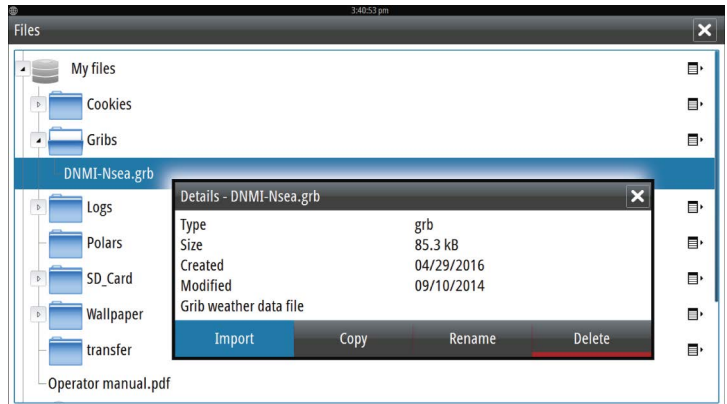 3:40:53 pm
Files
My files
Cookies
Gribs
DNMI-Nsea.grb
Details - DNMI-Nsea.grb
Type grb
Size 85.3 kB
Created 04/29/2016
Modified 09/10/2014
Grib weather data file
Import Copy Rename Delete
Logs
Polars
SD_Card
Wallpaper
transfer
Operator manual.pdf